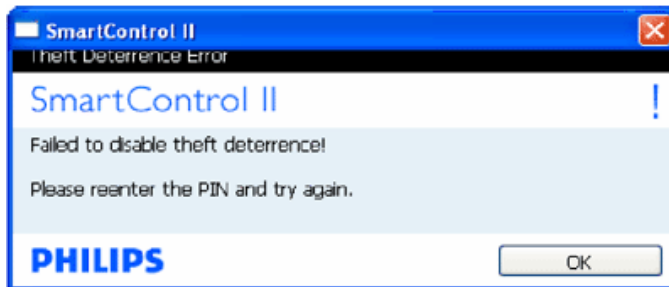 SmartControl II
Theft Deterrence Error
SmartControl II !
Failed to disable theft deterrence!
Please reenter the PIN and try again.
PHILIPS
OK